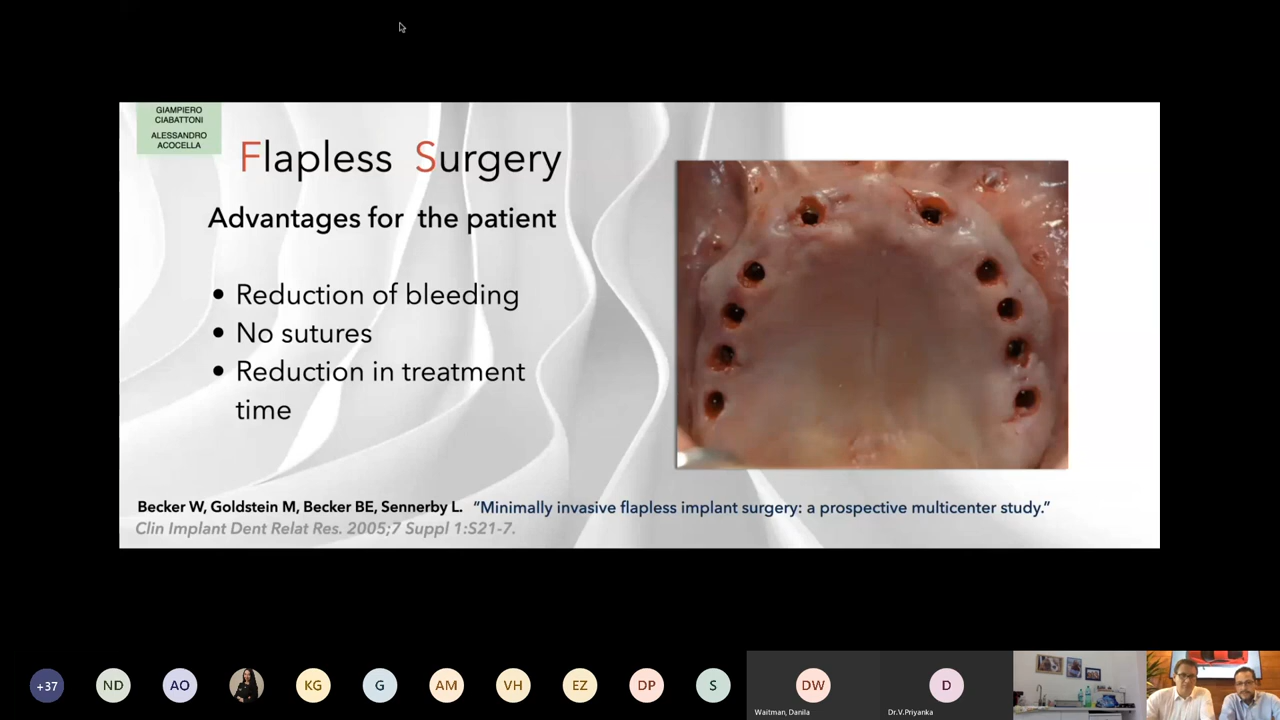 GIAMPIERO
CIABATTONI
ALESSANDRO
ACOCELLA
Flapless Surgery
Advantages for the patient
• Reduction of bleeding
• No sutures
• Reduction in treatment
time
Becker W, Goldstein M, Becker BE, Sennerby L. “Minimally invasive flapless implant surgery: a prospective multicenter study.”
Clin Implant Dent Relat Res. 2005;7 Suppl 1:S21-7.
+37 ND AO KG G AM VH EZ DP S DW D
Waitman, Danila Dr.V.Priyanka